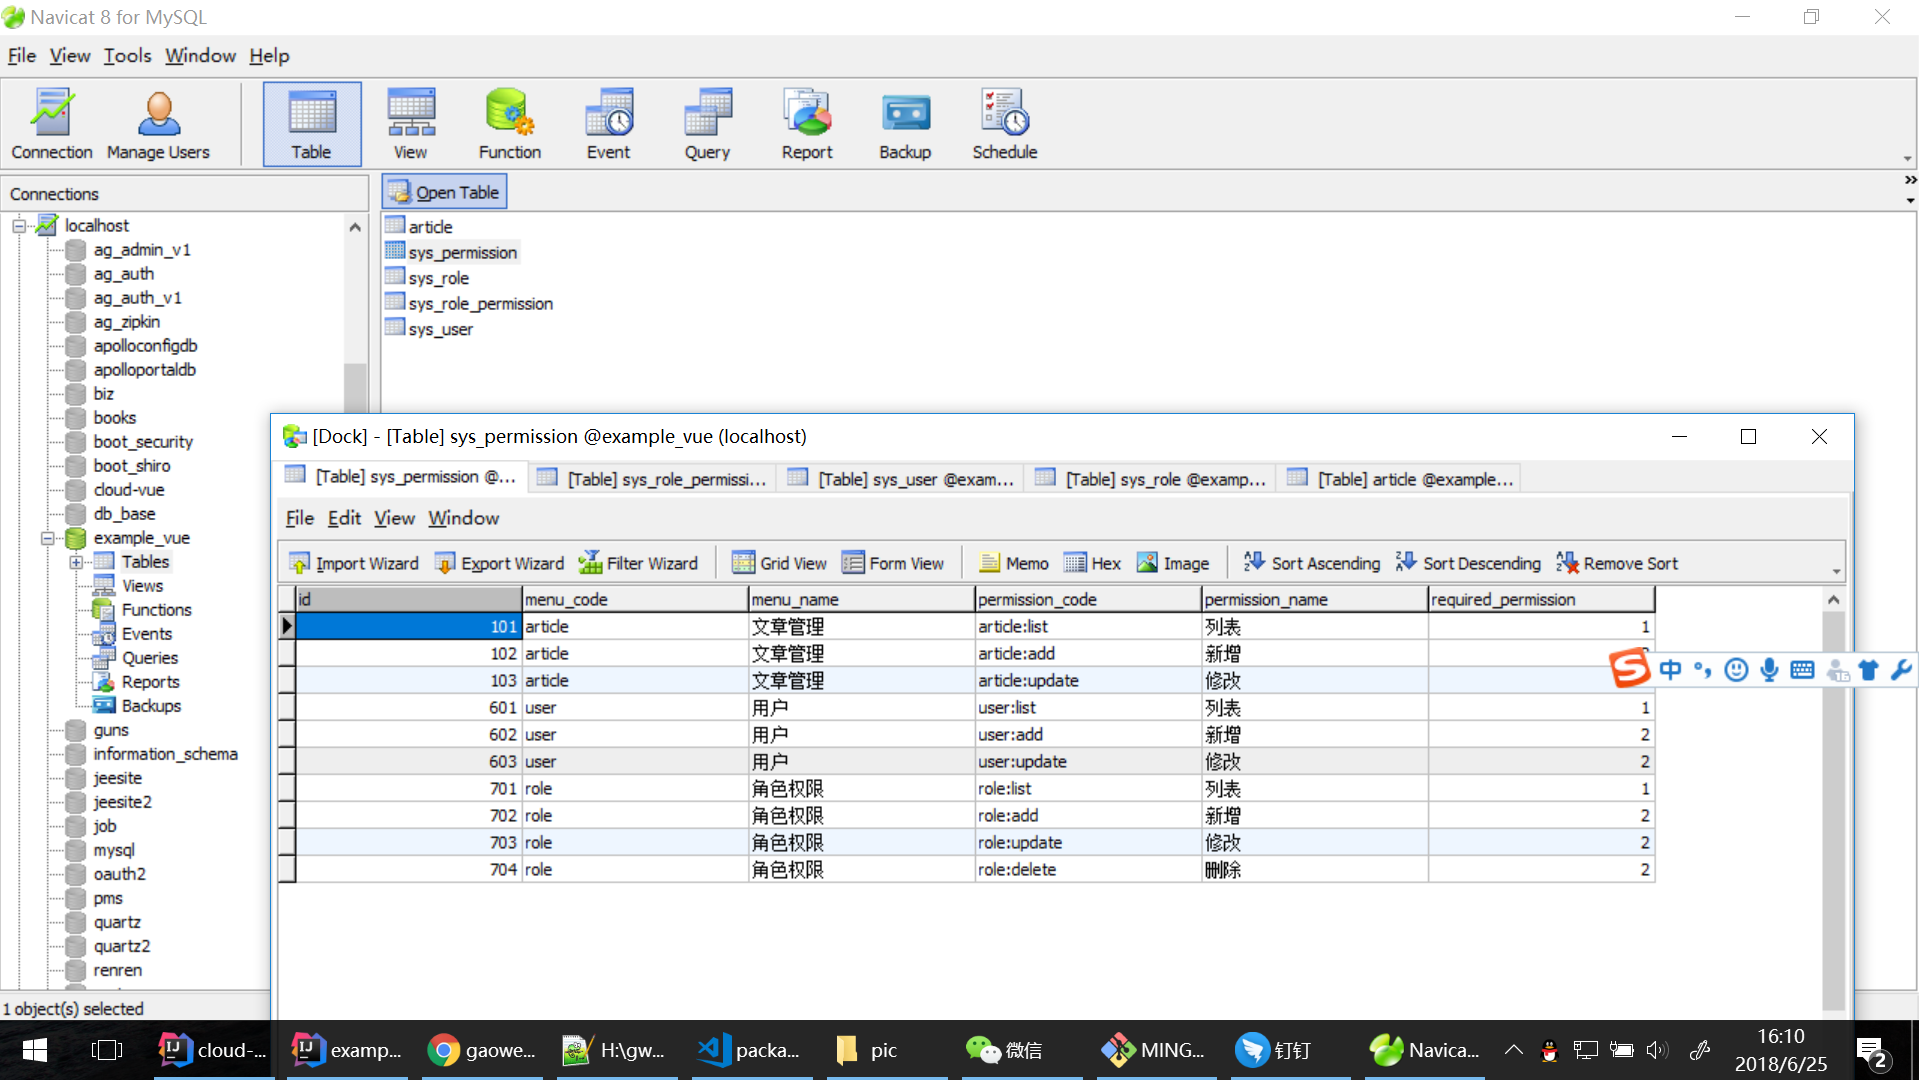 Navicat 8 for MySQL
File View Tools Window Help
Connection Manage Users Table View Function Event Query Report Backup Schedule
Connections
Open Table
localhost
ag_admin_v1
ag_auth
ag_auth_v1
ag_zipkin
apolloconfigdb
apolloportaldb
biz
books
boot_security
boot_shiro
cloud-vue
db_base
example_vue
Tables
Views
Functions
Events
Queries
Reports
Backups
guns
information_schema
jeesite
jeesite2
job
mysql
oauth2
pms
quartz
quartz2
renren
1 object(s) selected
article
sys_permission
sys_role
sys_role_permission
sys_user
[Dock] - [Table] sys_permission @example_vue (localhost)
[Table] sys_permission @... [Table] sys_role_permissi... [Table] sys_user @exam... [Table] sys_role @examp... [Table] article @example...
File Edit View Window
Import Wizard Export Wizard Filter Wizard Grid View Form View Memo Hex Image Sort Ascending Sort Descending Remove Sort
id menu_code menu_name permission_code permission_name required_permission
101 article 文章管理 article:list 列表 1
102 article 文章管理 article:add 新增
103 article 文章管理 article:update 修改
601 user 用户 user:list 列表 1
602 user 用户 user:add 新增 2
603 user 用户 user:update 修改 2
701 role 角色权限 role:list 列表 1
702 role 角色权限 role:add 新增 2
703 role 角色权限 role:update 修改 2
704 role 角色权限 role:delete 删除 2
S 中 16
cloud-... examp... gaowe... H:\gw... packa... pic 微信 MING... 钉钉 Navica...
16:10
2018/6/25
2